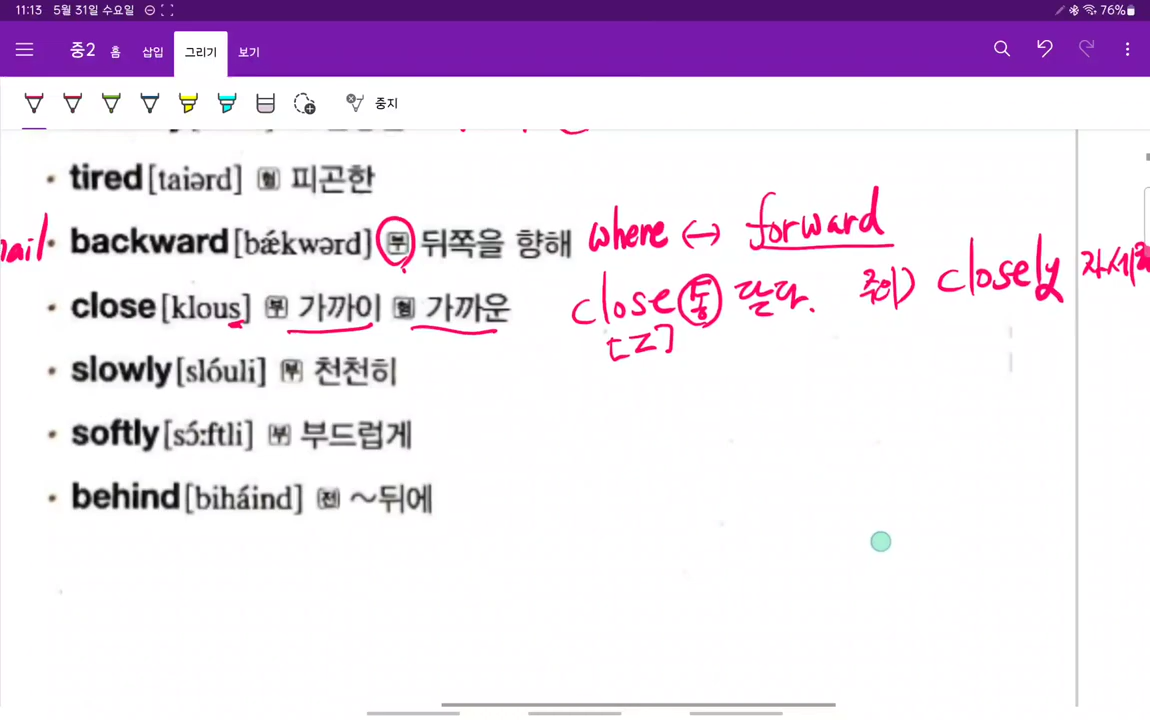 11:13 5월 31일 수요일 76%
중2 홈 삽입 그리기 보기
중지
• tired [taiərd] 형 피곤한
• backward [bǽkwərd] 부 뒤쪽을 향해 where ↔ forward
• close [klous] 부 가까이 형 가까운 close 동 닫다. 주의) closely
[z]
• slowly [slóuli] 부 천천히
• softly [sɔ́:ftli] 부 부드럽게
• behind [biháind] 전 ~뒤에